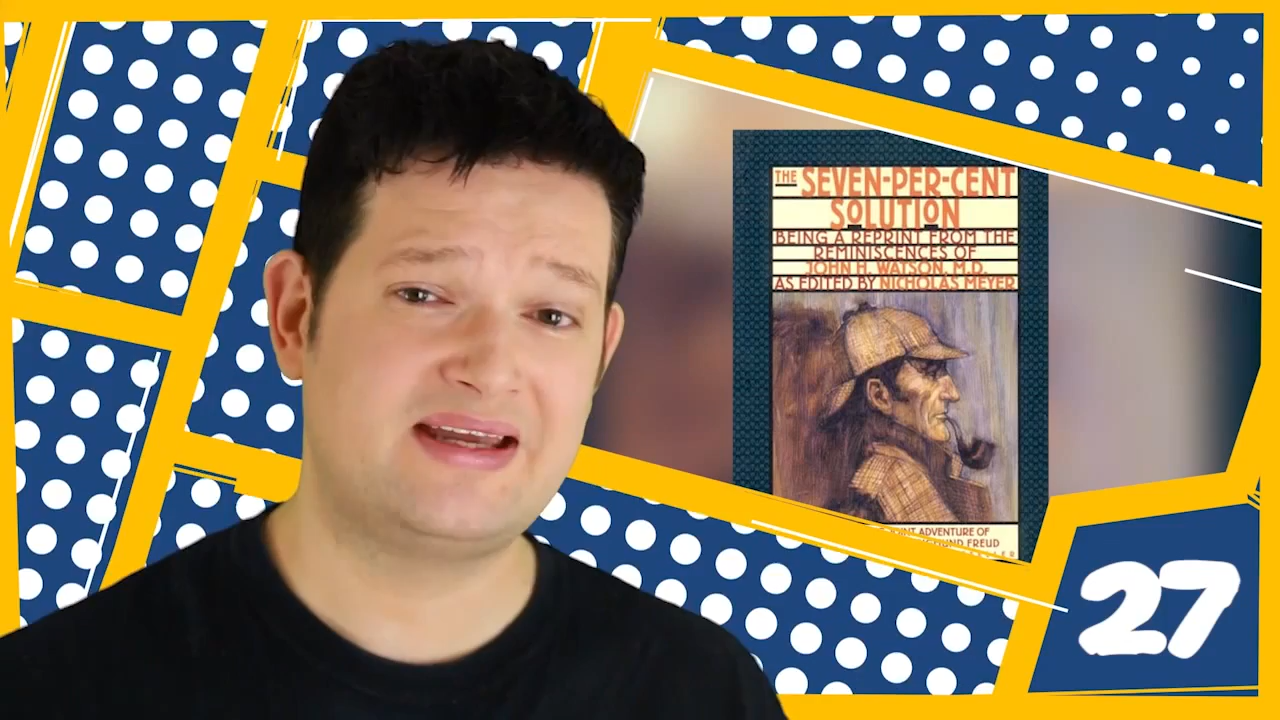 THE SEVEN-PER-CENT
SOLUTION
BEING A REPRINT FROM THE
REMINISCENCES OF
JOHN H. WATSON, M.D.
AS EDITED BY NICHOLAS MEYER
ADVENTURE OF
FREUD
27